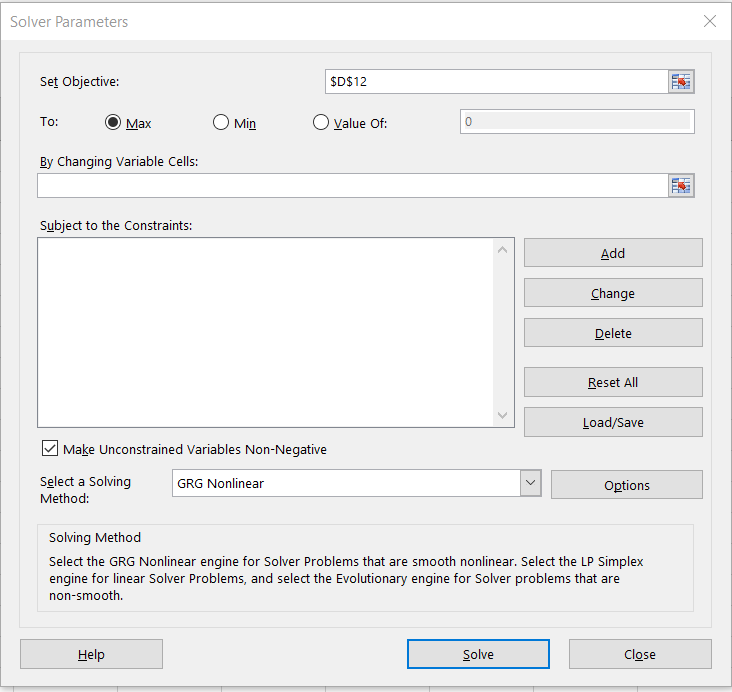 Solver Parameters
Set Objective:
$D$12
To:
Max
Min
Value Of:
0
By Changing Variable Cells:
Subject to the Constraints:
Add
Change
Delete
Reset All
Load/Save
Make Unconstrained Variables Non-Negative
Select a Solving
Method:
GRG Nonlinear
Options
Solving Method
Select the GRG Nonlinear engine for Solver Problems that are smooth nonlinear. Select the LP Simplex
engine for linear Solver Problems, and select the Evolutionary engine for Solver problems that are
non-smooth.
Help
Solve
Close